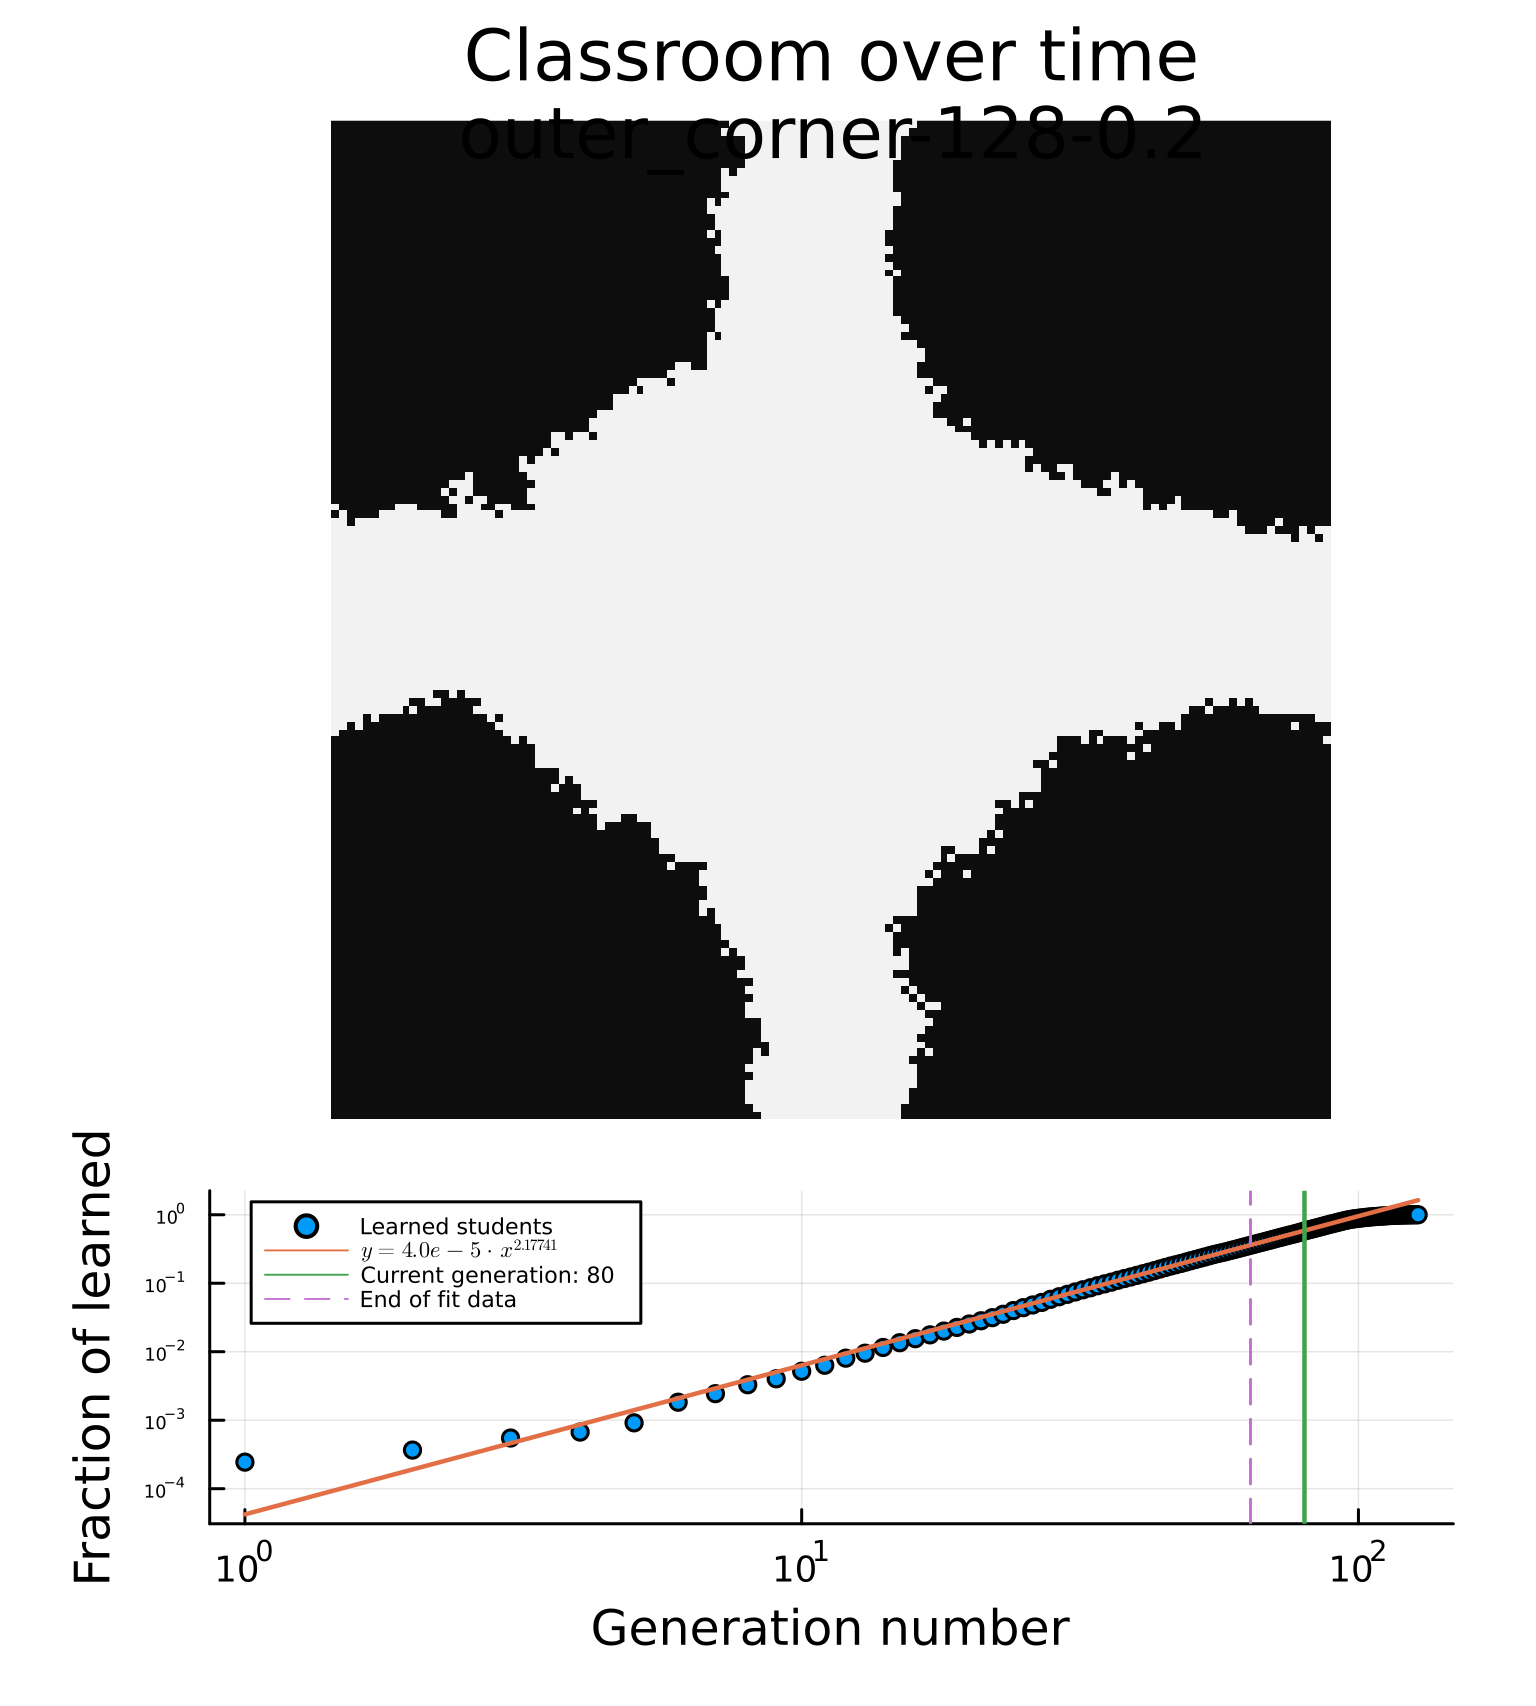 Classroom over time
outer_corner-128-0.2
Fraction of learned
10^0
10^−1
10^−2
10^−3
10^−4
Learned students
y = 4.0e − 5 · x^2.17741
Current generation: 80
End of fit data
10^0 10^1 10^2
Generation number